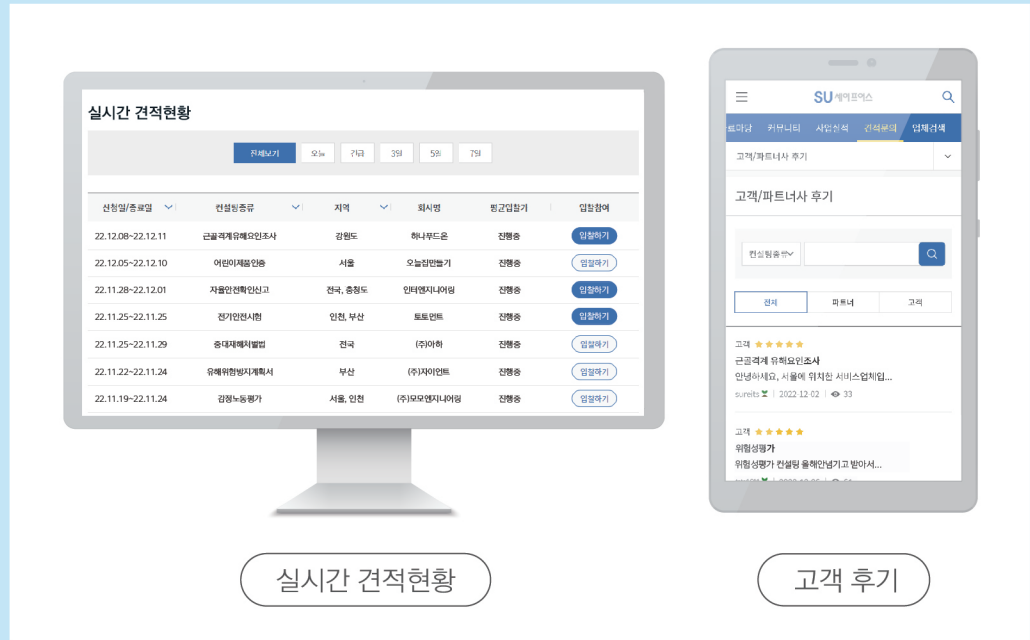 실시간 견적현황
전체보기 오늘 긴급 3일 5일 7일
신청일/종료일 컨설팅종류 지역 회사명 평균입찰가 입찰참여
22.12.08~22.12.11 근골격계유해요인조사 강원도 하나푸드온 진행중 입찰하기
22.12.05~22.12.10 어린이제품인증 서울 오늘집만들기 진행중 입찰하기
22.11.28~22.12.01 자율안전확인신고 전국, 충청도 인터엔지니어링 진행중 입찰하기
22.11.25~22.11.25 전기안전시험 인천, 부산 토토먼트 진행중 입찰하기
22.11.25~22.11.29 중대재해처벌법 전국 (주)아하 진행중 입찰하기
22.11.22~22.11.24 유해위험방지계획서 부산 (주)자이언트 진행중 입찰하기
22.11.19~22.11.24 감정노동평가 서울, 인천 (주)모모엔지니어링 진행중 입찰하기
실시간 견적현황
SU 세이프어스
료마당 커뮤니티 사업실적 견적문의 업체검색
고객/파트너사 후기
고객/파트너사 후기
컨설팅종류
전체 파트너 고객
고객 ★★★★★
근골격계 유해요인조사
안녕하세요, 서울에 위치한 서비스업체입...
sureits 2022-12-02 33
고객 ★★★★★
위험성평가
위험성평가 컨설팅 올해안넘기고 받아서...
고객 후기